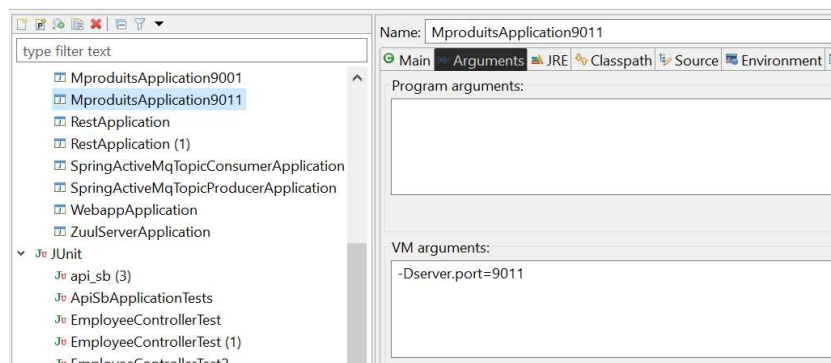 type filter text
MproduitsApplication9001
MproduitsApplication9011
RestApplication
RestApplication (1)
SpringActiveMqTopicConsumerApplication
SpringActiveMqTopicProducerApplication
WebappApplication
ZuulServerApplication
JUnit
api_sb (3)
ApiSbApplicationTests
EmployeeControllerTest
EmployeeControllerTest (1)
EmployeeControllerTest2
Name: MproduitsApplication9011
Main Arguments JRE Classpath Source Environment
Program arguments:
VM arguments:
-Dserver.port=9011